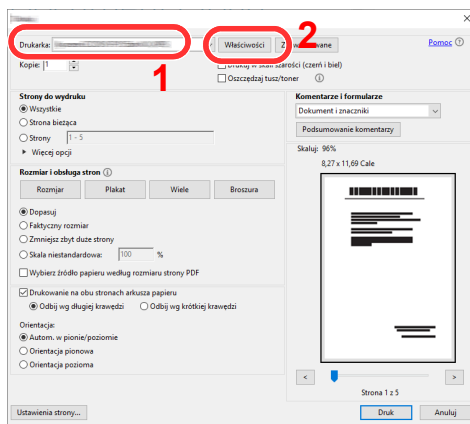 Drukarka:
Właściwości
2
Pomoc
Kopie: 1
1
Drukuj w skali szarości (czerń i biel)
Oszczędzaj tusz/toner
Strony do wydruku
Wszystkie
Strona bieżąca
Strony 1 - 5
Więcej opcji
Komentarze i formularze
Dokument i znaczniki
Podsumowanie komentarzy
Skaluj: 96%
8,27 x 11,69 Cale
Rozmiar i obsługa stron
Rozmiar Plakat Wiele Broszura
Dopasuj
Faktyczny rozmiar
Zmniejsz zbyt duże strony
Skala niestandardowa: 100 %
Wybierz źródło papieru według rozmiaru strony PDF
Drukowanie na obu stronach arkusza papieru
Odbij wg długiej krawędzi Odbij wg krótkiej krawędzi
Orientacja:
Autom. w pionie/poziomie
Orientacja pionowa
Orientacja pozioma
< >
Strona 1 z 5
Ustawienia strony... Druk Anuluj